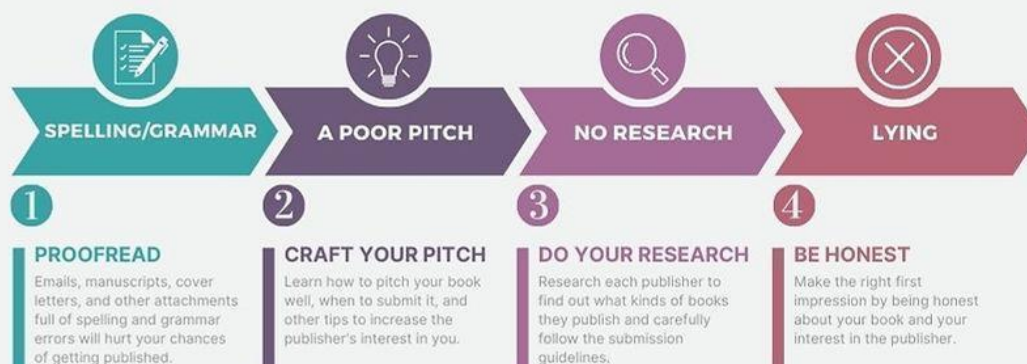 SPELLING/GRAMMAR
A POOR PITCH
NO RESEARCH
LYING
1
PROOFREAD
Emails, manuscripts, cover
letters, and other attachments
full of spelling and grammar
errors will hurt your chances
of getting published.
2
CRAFT YOUR PITCH
Learn how to pitch your book
well, when to submit it, and
other tips to increase the
publisher's interest in you.
3
DO YOUR RESEARCH
Research each publisher to
find out what kinds of books
they publish and carefully
follow the submission
guidelines.
4
BE HONEST
Make the right first
impression by being honest
about your book and your
interest in the publisher.